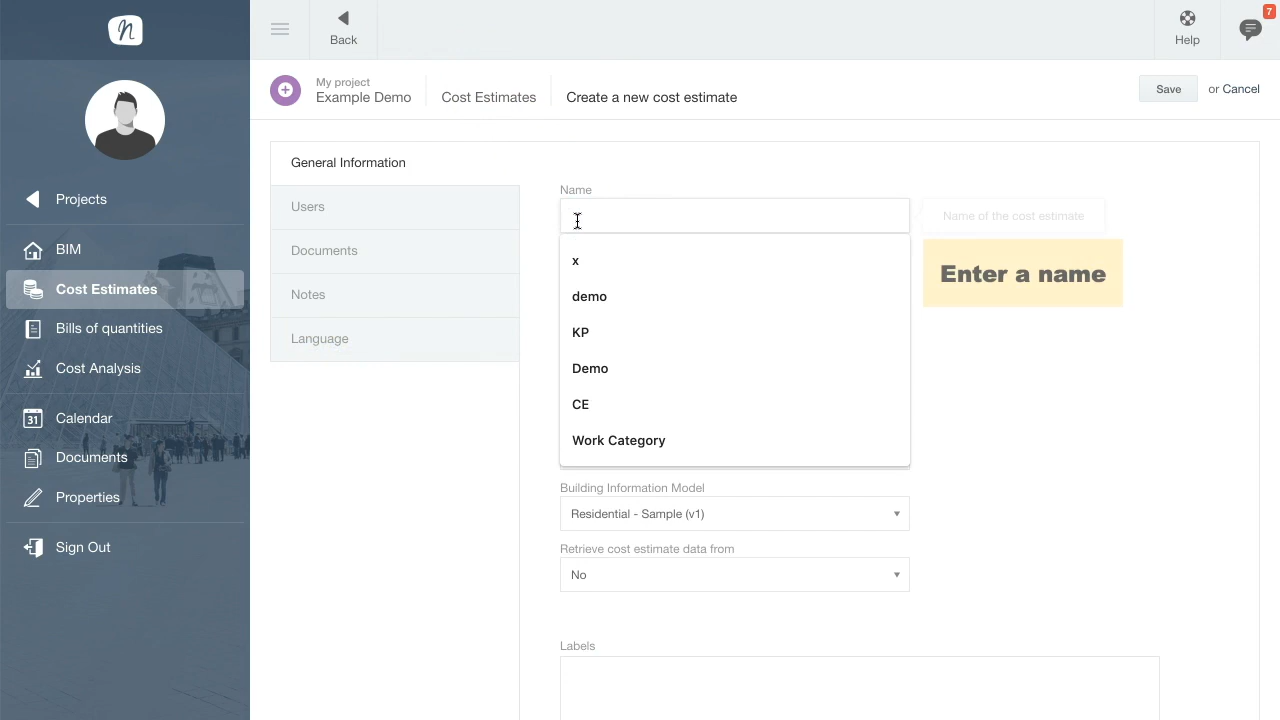 n
Projects
BIM
Cost Estimates
Bills of quantities
Cost Analysis
31
Calendar
Documents
Properties
Sign Out
Back
Help
7
My project
Example Demo
Cost Estimates
Create a new cost estimate
Save
or Cancel
General Information
Users
Documents
Notes
Language
Name
Name of the cost estimate
Enter a name
x
demo
KP
Demo
CE
Work Category
Building Information Model
Residential - Sample (v1)
Retrieve cost estimate data from
No
Labels